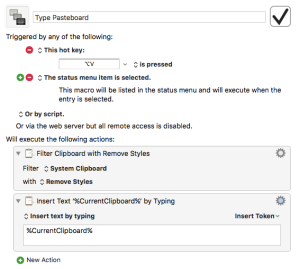 Type Pasteboard
Triggered by any of the following:
This hot key:
⌥⌘V is pressed
The status menu item is selected.
This macro will be listed in the status menu and will execute when the
entry is selected.
Or by script.
Or via the web server but all remote access is disabled.
Will execute the following actions:
Filter Clipboard with Remove Styles
Filter System Clipboard
with Remove Styles
Insert Text '%CurrentClipboard%' by Typing
Insert text by typing Insert Token
%CurrentClipboard%
New Action